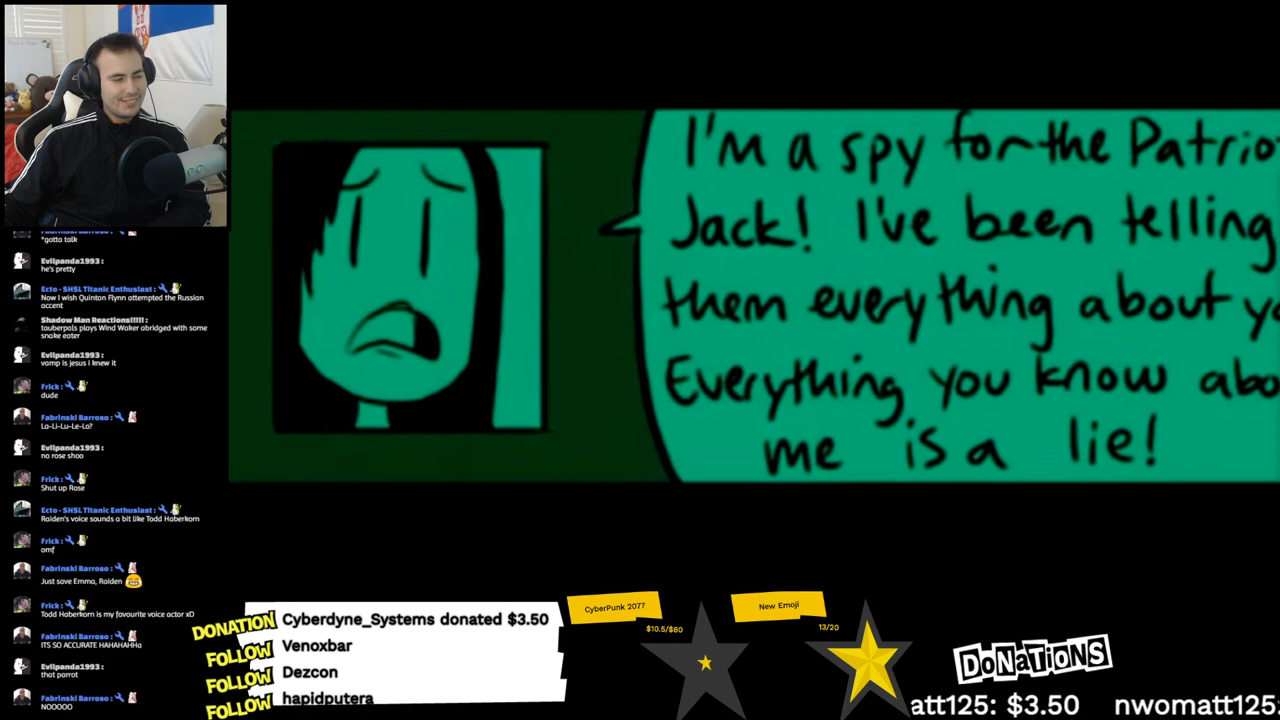 I'm a spy for the Patrio
Jack! I've been telling
them everything about yo
Everything you know abo
me is a lie!
Fabrinski Barroso :
*gotta talk
Evilpanda1993 :
he's pretty
Ecto - SHSL Titanic Enthusiast :
Now I wish Quinton Flynn attempted the Russian
accent
Shadow Man Reactions!!!!! :
tauberpals plays Wind Waker abridged with some
snake eater
Evilpanda1993 :
vamp is jesus i knew it
Frick :
dude
Fabrinski Barroso :
La-Li-Lu-Le-Lo?
Evilpanda1993 :
no rose shoo
Frick :
Shut up Rose
Ecto - SHSL Titanic Enthusiast :
Raiden's voice sounds a bit like Todd Haberkorn
Frick :
omf
Fabrinski Barroso :
Just save Emma, Raiden 😂
Frick :
Todd Haberkorn is my favourite voice actor xD
Fabrinski Barroso :
ITS SO ACCURATE HAHAHAHHa
Evilpanda1993 :
that parrot
Fabrinski Barroso :
NOOOOO
DONATION Cyberdyne_Systems donated $3.50
FOLLOW Venoxbar
FOLLOW Dezcon
FOLLOW hapidputera
CyberPunk 2077
$10.5/$80
New Emoji
13/20
DONATIONS
att125: $3.50 nwomatt125: